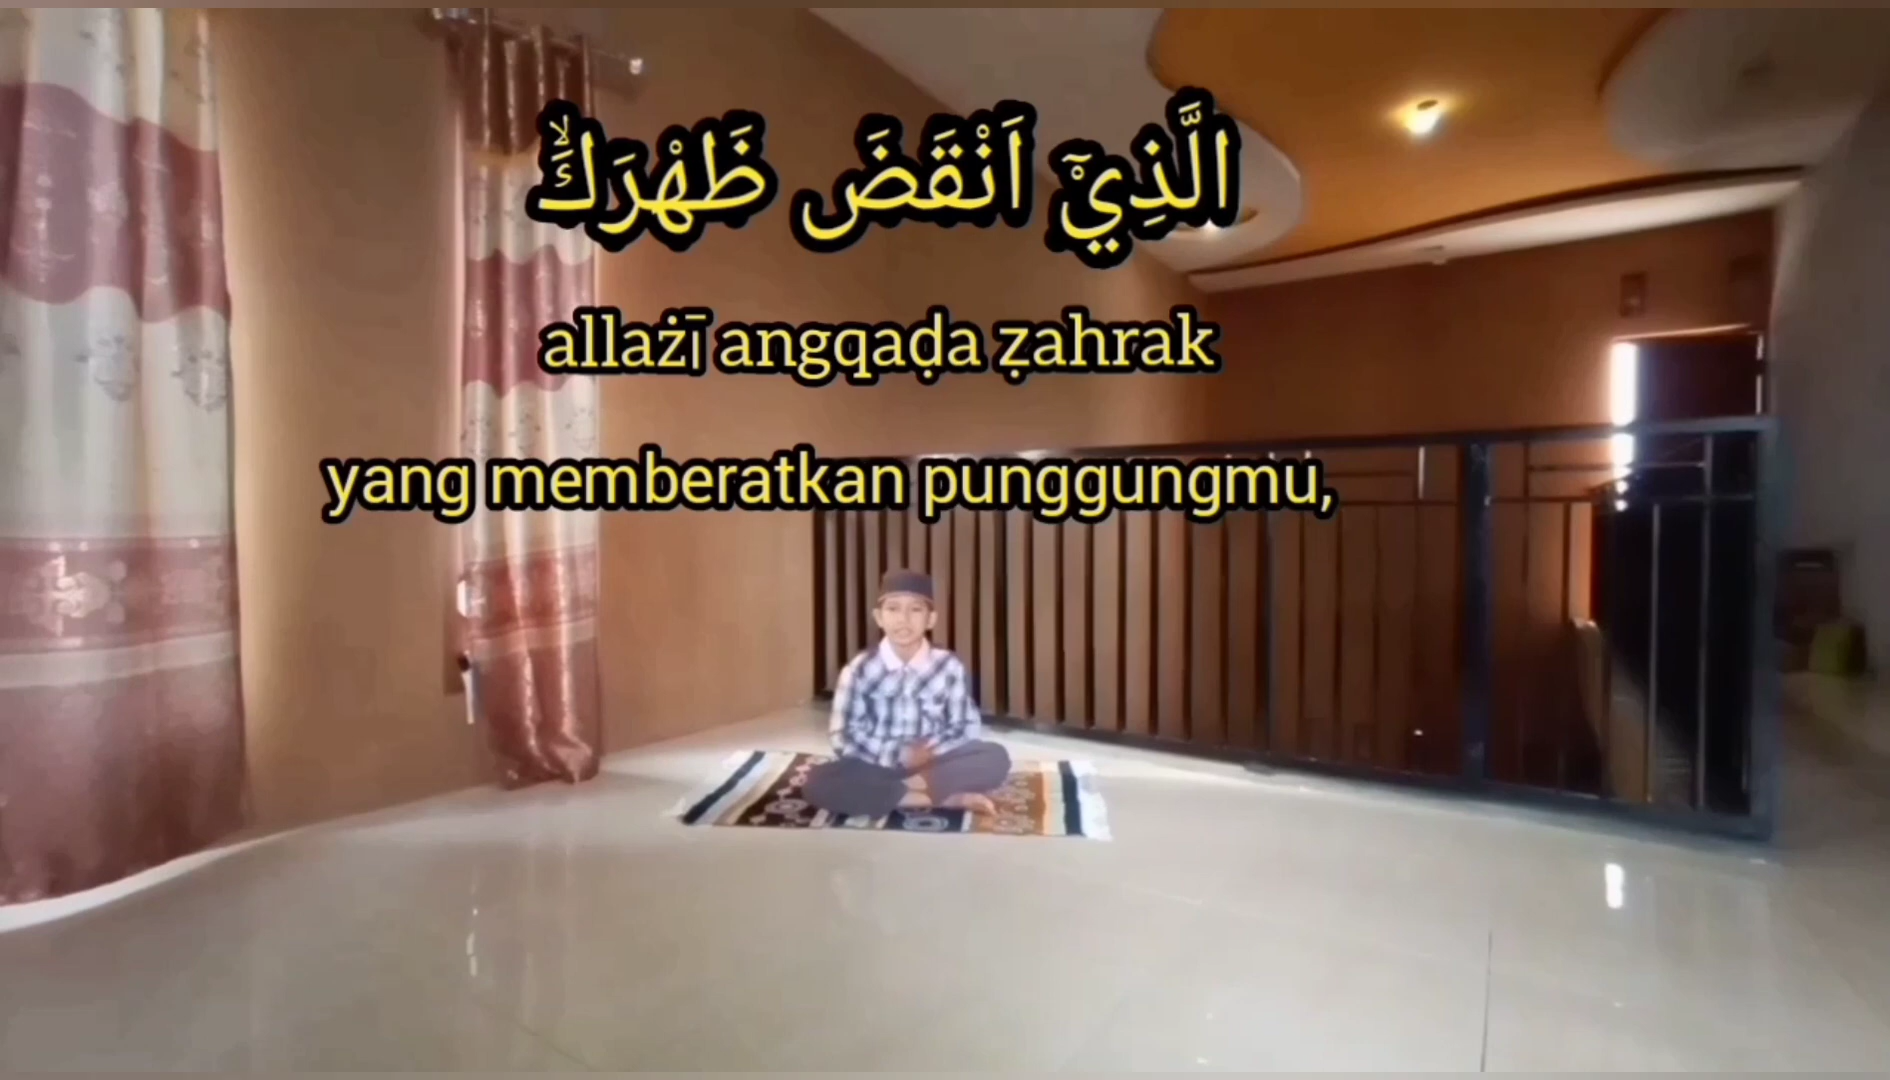 الَّذِيْٓ اَنْقَضَ ظَهْرَكَۙ
allażī angqaḍa ẓahrak
yang memberatkan punggungmu,